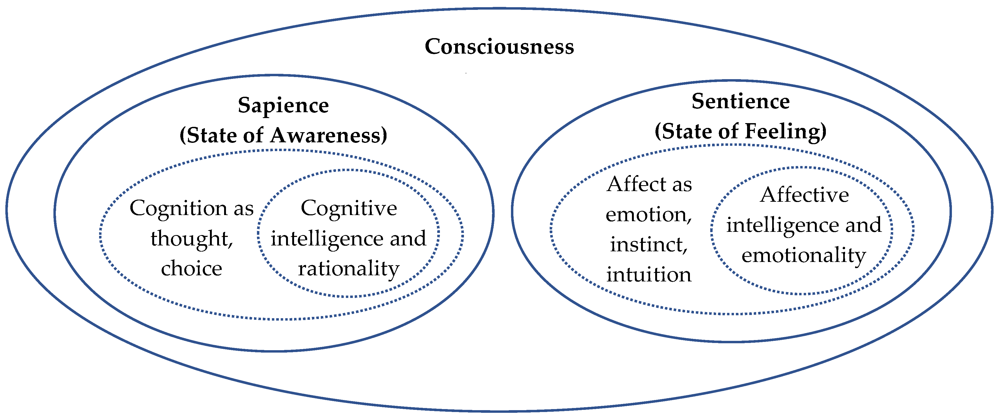 Consciousness
Sapience
(State of Awareness)
Cognition as
thought,
choice
Cognitive
intelligence and
rationality
Sentience
(State of Feeling)
Affect as
emotion,
instinct,
intuition
Affective
intelligence and
emotionality